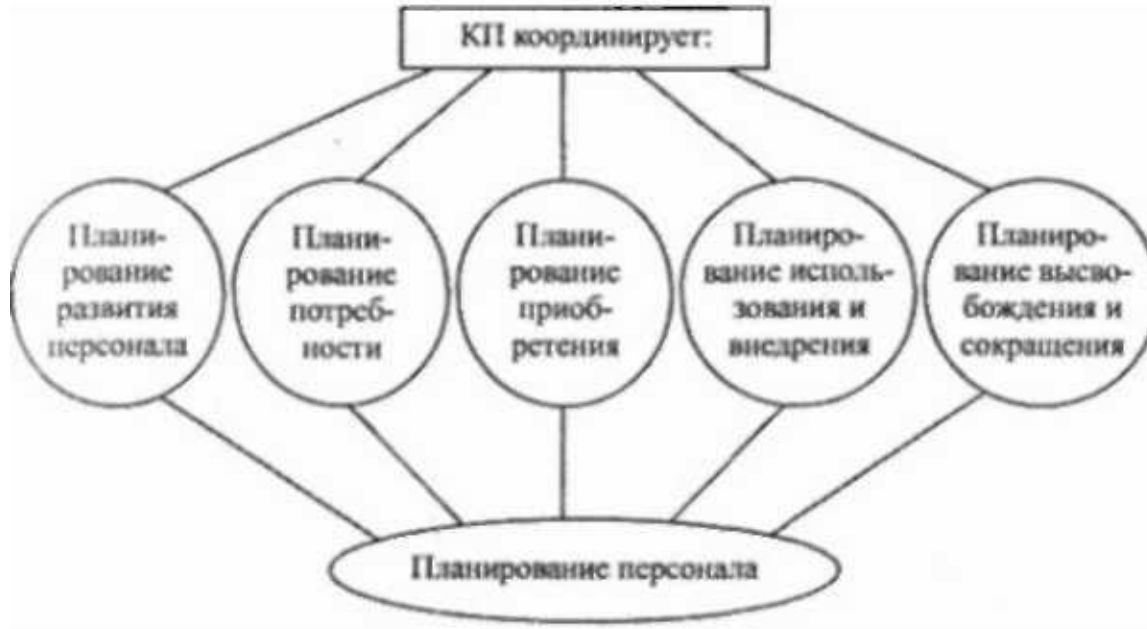 КП координирует:
Плани-
рование
развития
персонала
Плани-
рование
потреб-
ности
Плани-
рование
приоб-
ретения
Планиро-
вание исполь-
зования и
внедрения
Планиро-
вание высво-
бождения и
сокращения
Планирование персонала